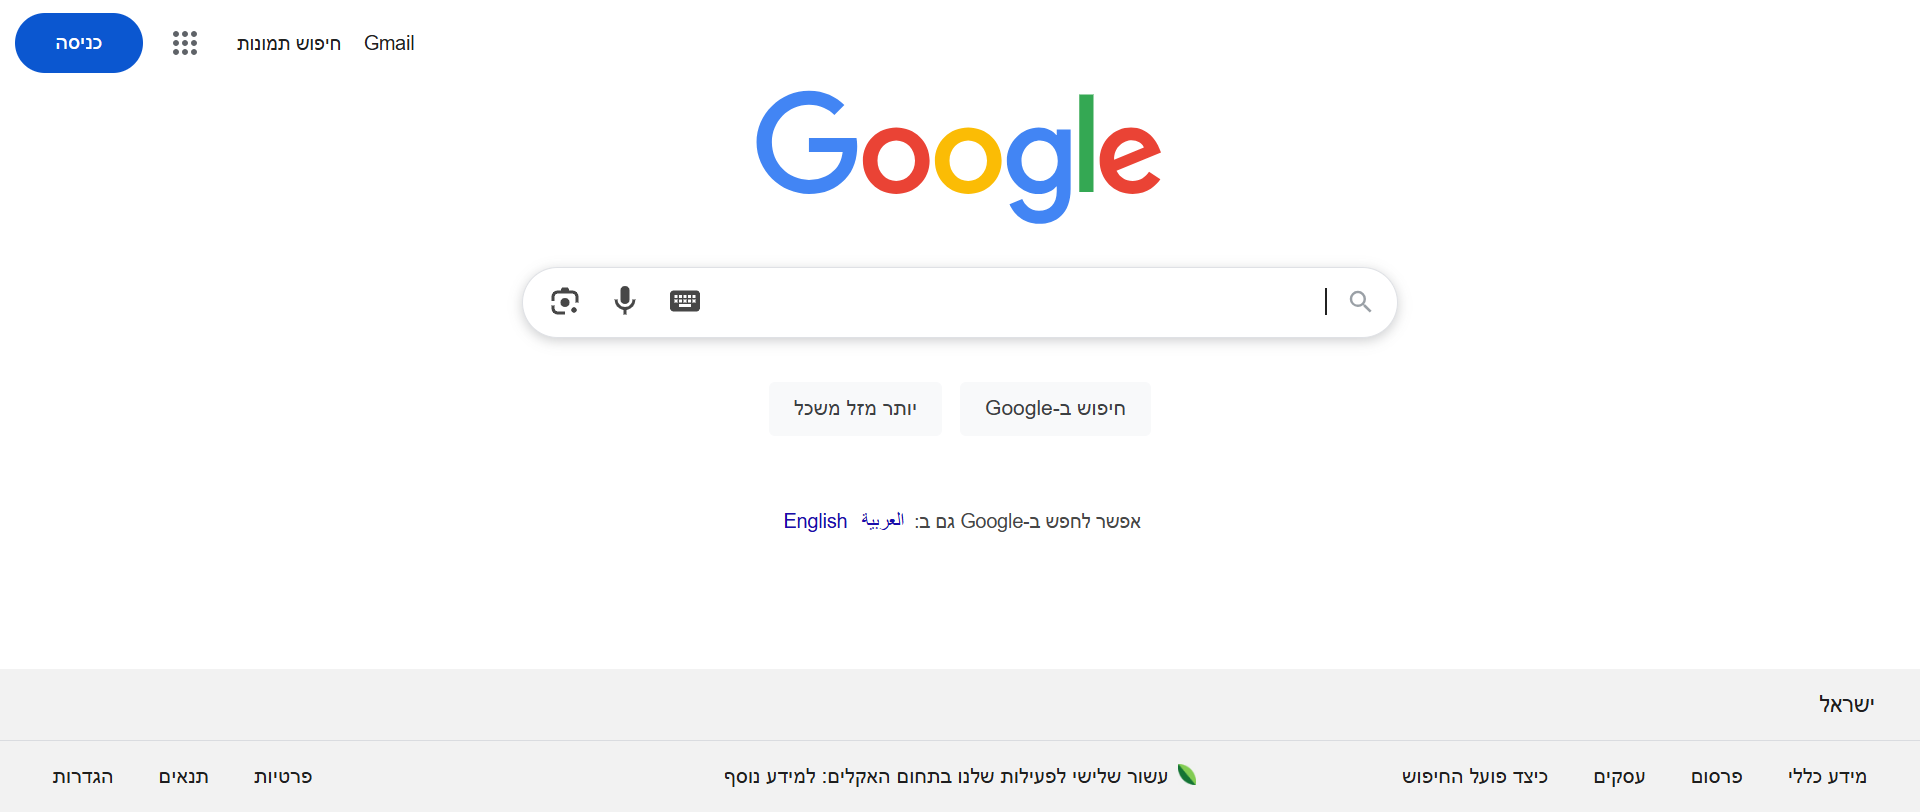 Gmail חיפוש תמונות כניסה
Google
חיפוש ב-Google יותר מזל משכל
אפשר לחפש ב-Google גם ב: العربية English
ישראל
מידע כללי פרסום עסקים כיצד פועל החיפוש עשור שלישי לפעילות שלנו בתחום האקלים: למידע נוסף פרטיות תנאים הגדרות